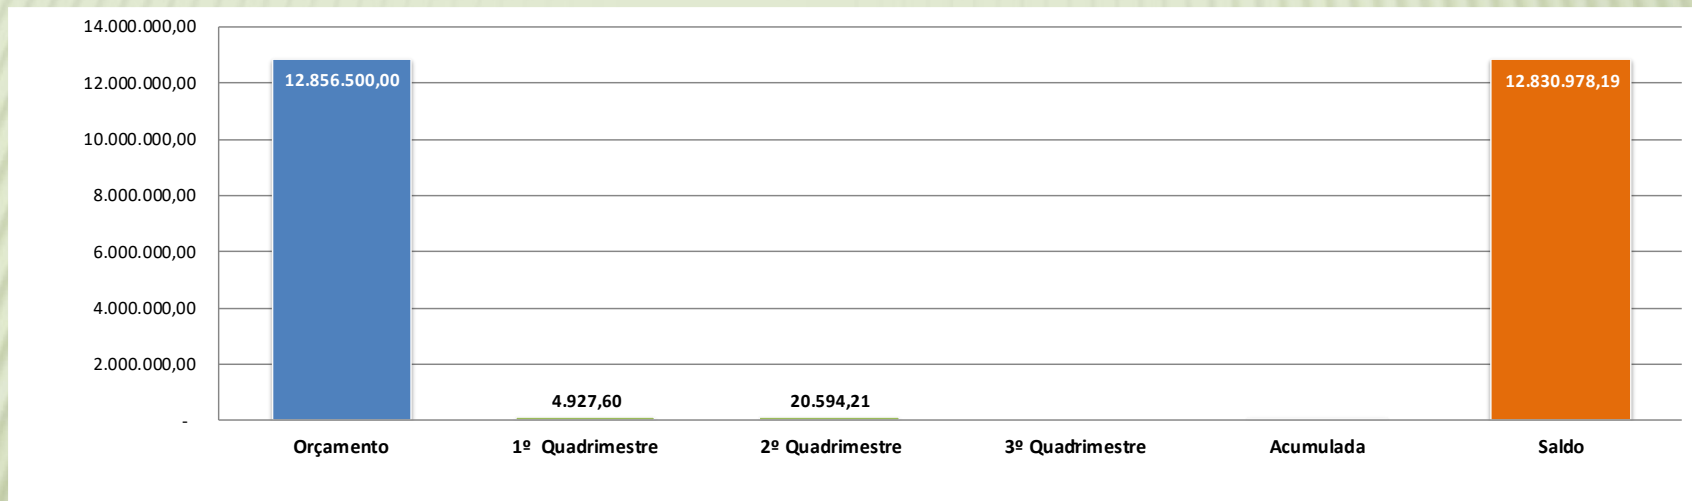 14.000.000,00
12.000.000,00
10.000.000,00
8.000.000,00
6.000.000,00
4.000.000,00
2.000.000,00
-
12.856.500,00
4.927,60
20.594,21
12.830.978,19
Orçamento
1º Quadrimestre
2º Quadrimestre
3º Quadrimestre
Acumulada
Saldo